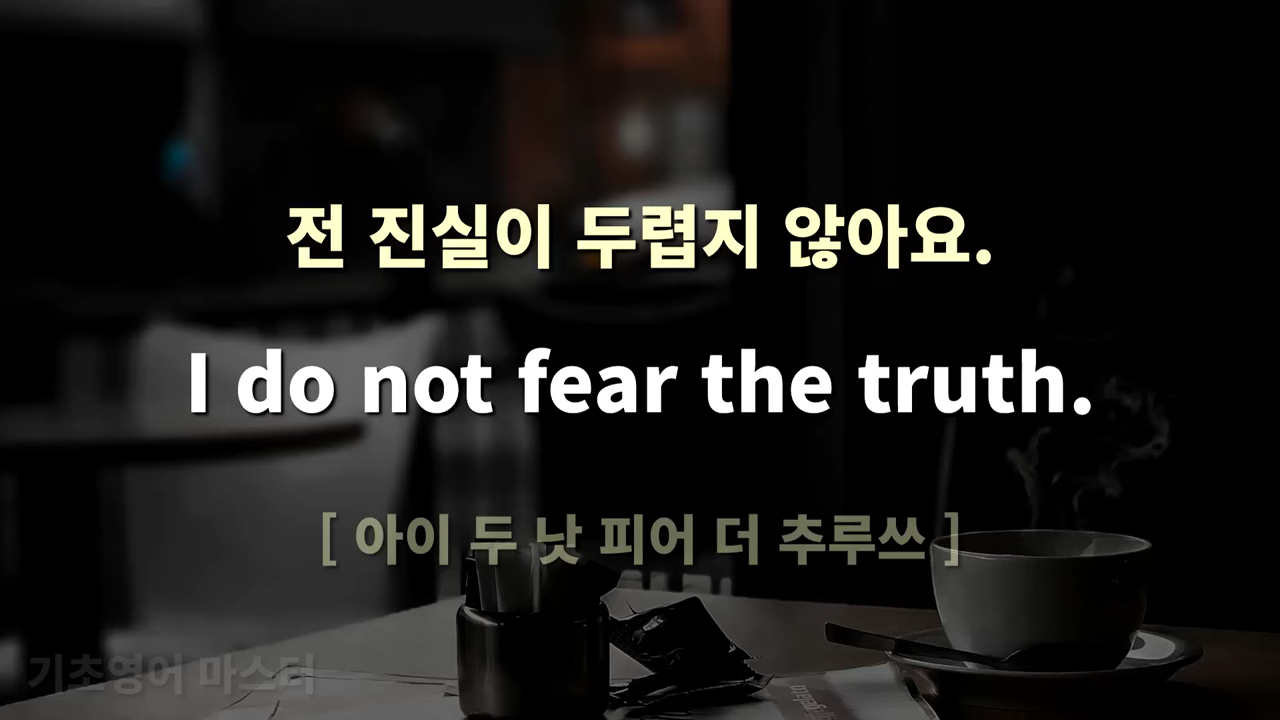 전 진실이 두렵지 않아요.
I do not fear the truth.
[ 아이 두 낫 피어 더 추루쓰 ]
기초영어 마스터